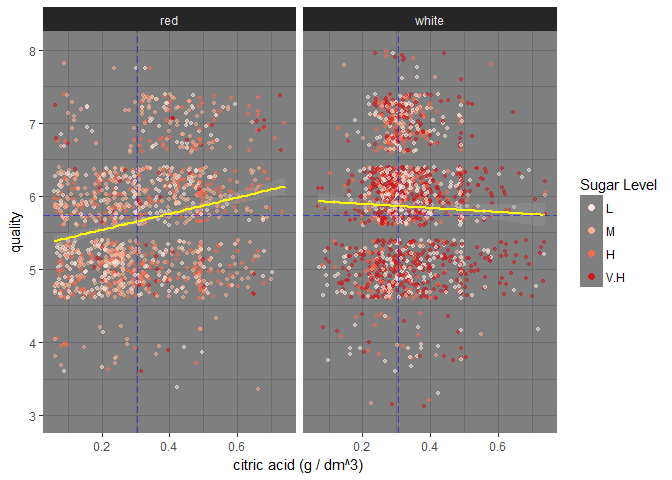 red
white
8
7
6
5
4
3
quality
0.2
0.4
0.6
0.2
0.4
0.6
citric acid (g / dm^3)
Sugar Level
L
M
H
V.H